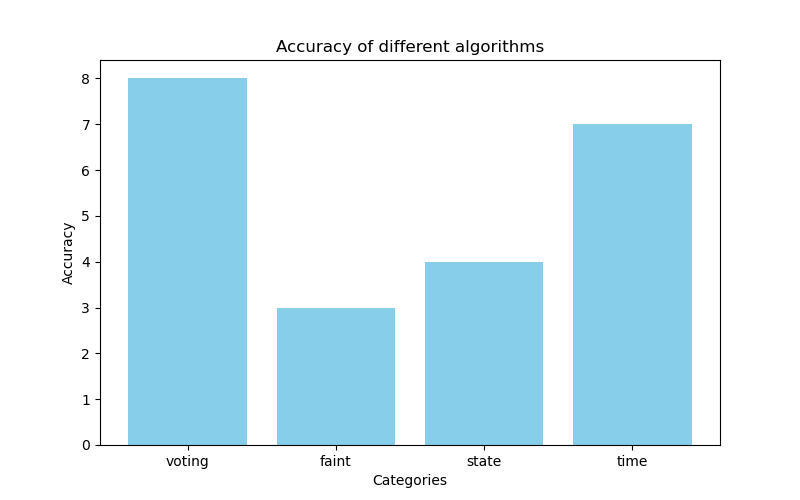 Accuracy of different algorithms
Accuracy
8
7
6
5
4
3
2
1
0
voting faint state time
Categories